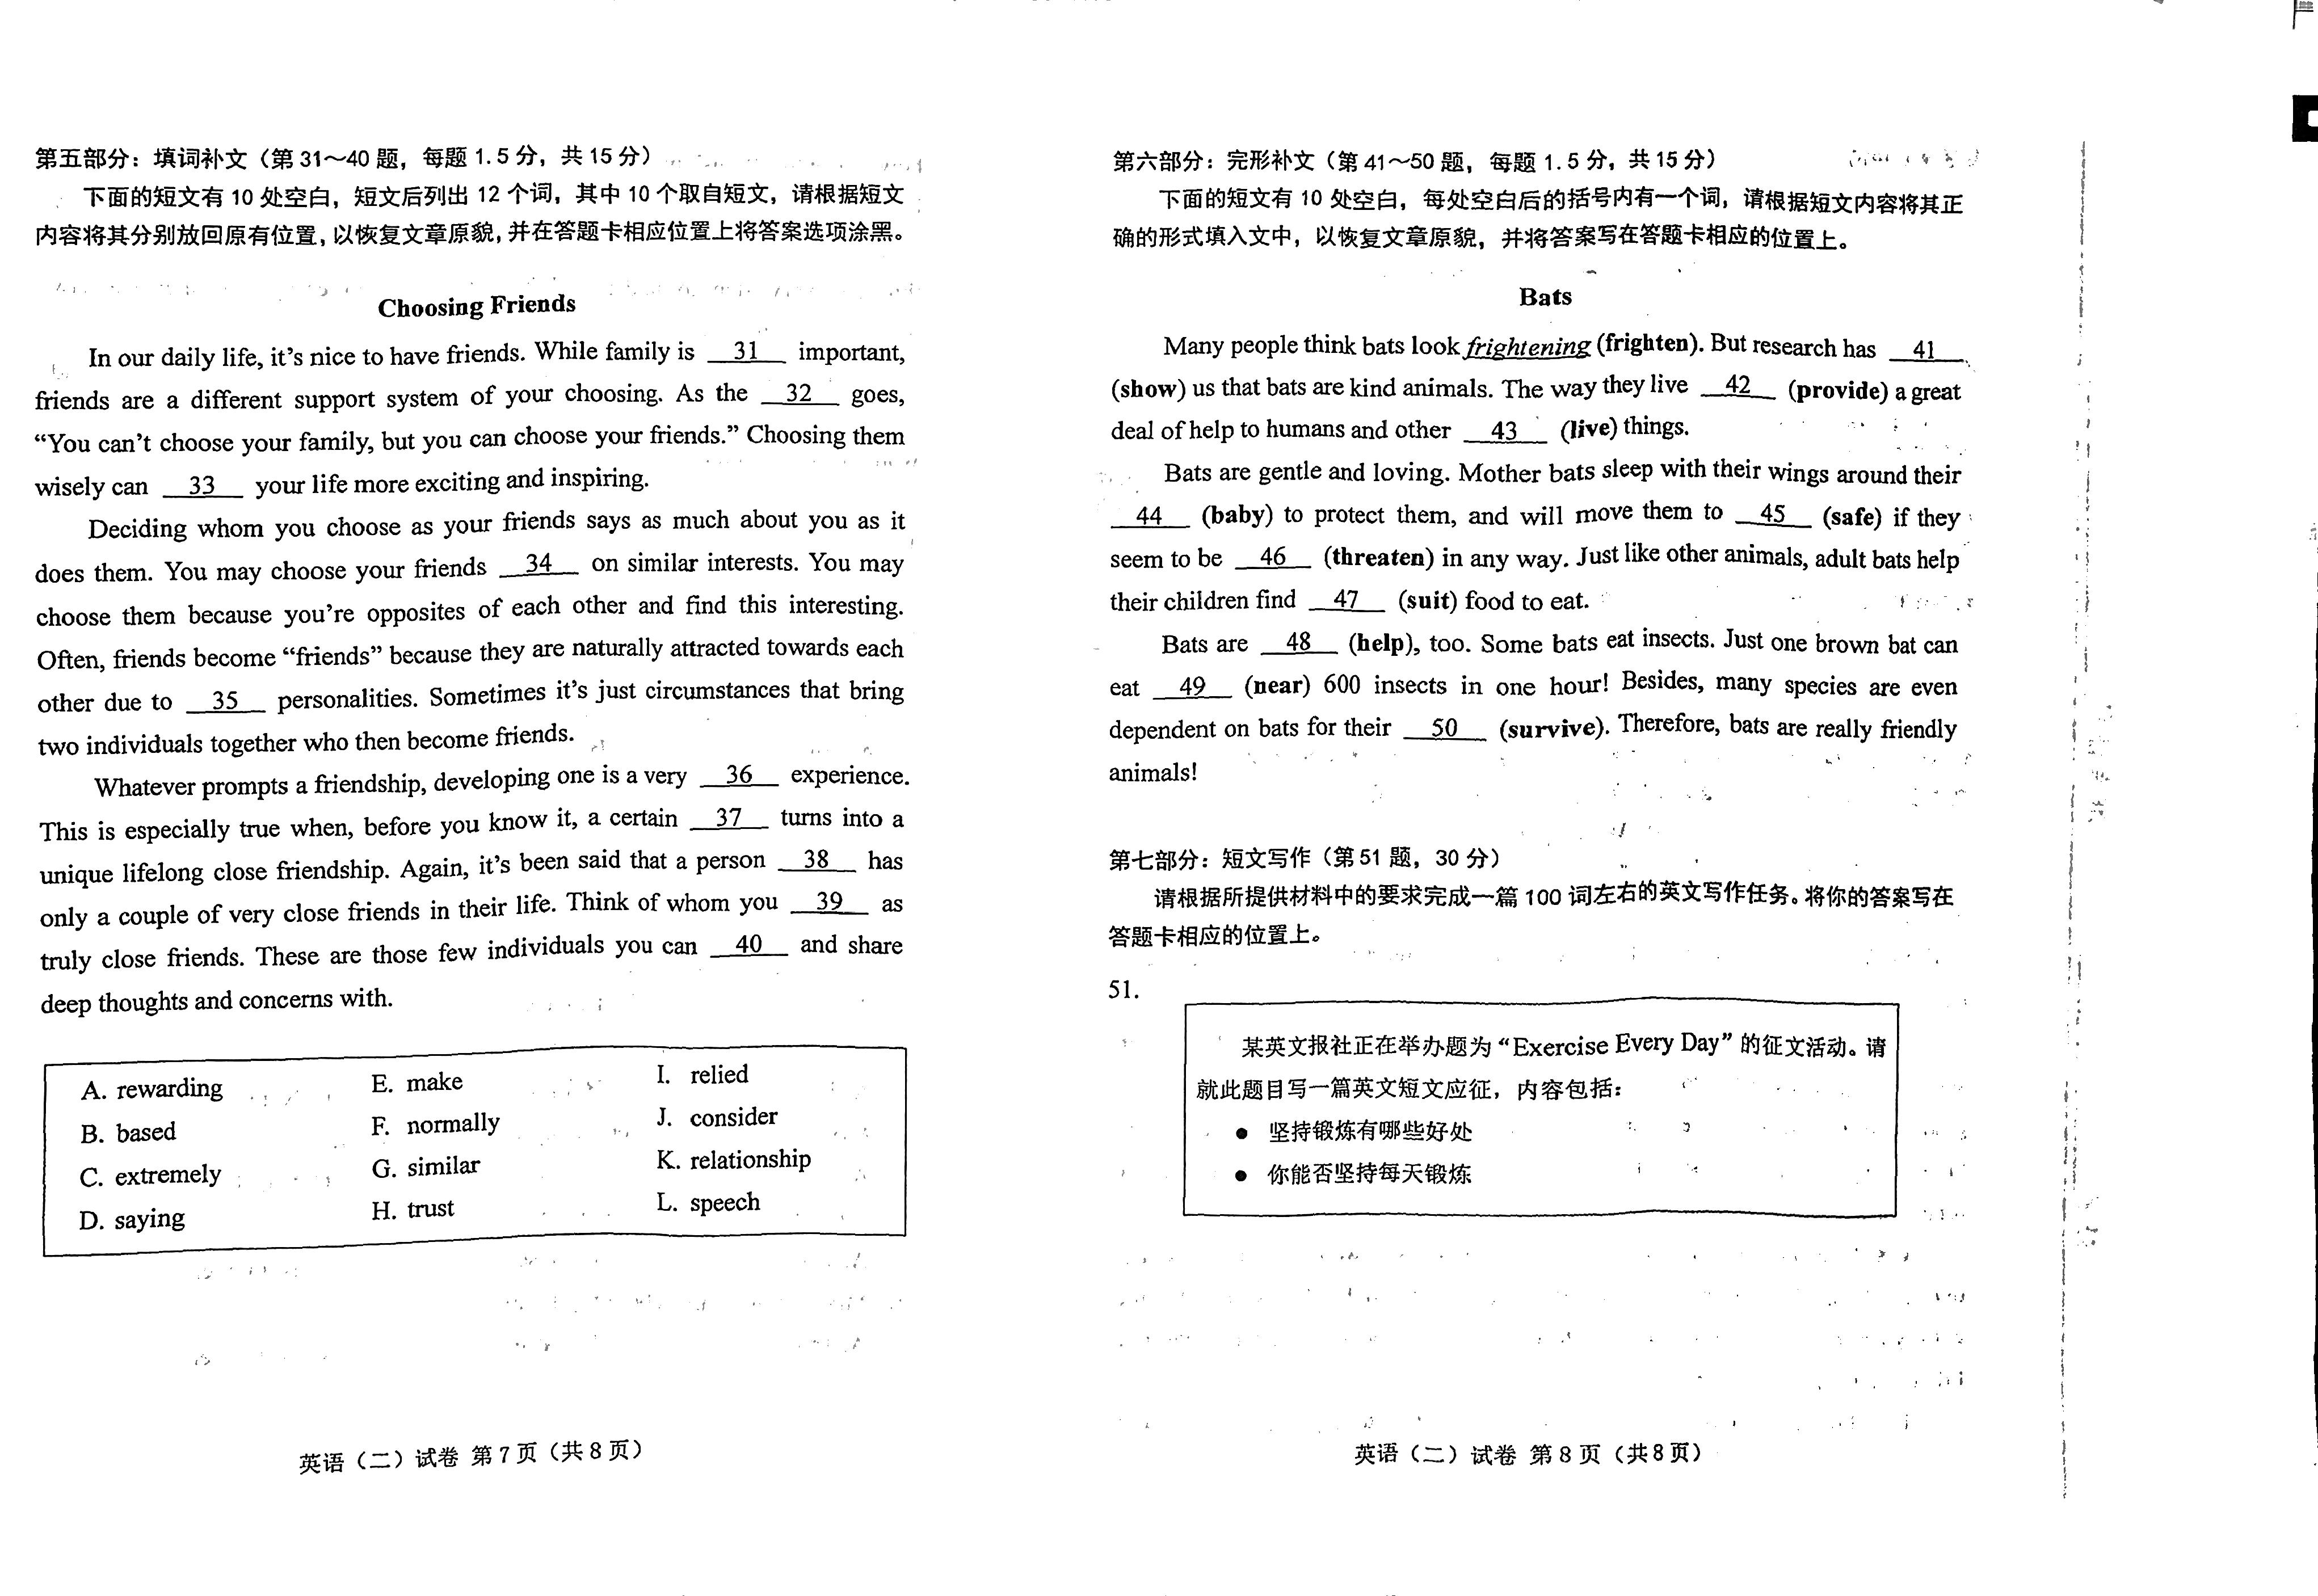 第五部分：填词补文（第 31～40 题，每题 1.5 分，共 15 分）
下面的短文有 10 处空白，短文后列出 12 个词，其中 10 个取自短文，请根据短文
内容将其分别放回原有位置，以恢复文章原貌，并在答题卡相应位置上将答案选项涂黑。
Choosing Friends
In our daily life, it's nice to have friends. While family is 31 important,
friends are a different support system of your choosing. As the 32 goes,
“You can't choose your family, but you can choose your friends.” Choosing them
wisely can 33 your life more exciting and inspiring.
Deciding whom you choose as your friends says as much about you as it
does them. You may choose your friends 34 on similar interests. You may
choose them because you're opposites of each other and find this interesting.
Often, friends become “friends” because they are naturally attracted towards each
other due to 35 personalities. Sometimes it's just circumstances that bring
two individuals together who then become friends.
Whatever prompts a friendship, developing one is a very 36 experience.
This is especially true when, before you know it, a certain 37 turns into a
unique lifelong close friendship. Again, it's been said that a person 38 has
only a couple of very close friends in their life. Think of whom you 39 as
truly close friends. These are those few individuals you can 40 and share
deep thoughts and concerns with.
A. rewarding E. make I. relied
B. based F. normally J. consider
C. extremely G. similar K. relationship
D. saying H. trust L. speech
英语（二）试卷 第 7 页（共 8 页）
第六部分：完形补文（第 41～50 题，每题 1.5 分，共 15 分）
下面的短文有 10 处空白，每处空白后的括号内有一个词，请根据短文内容将其正
确的形式填入文中，以恢复文章原貌，并将答案写在答题卡相应的位置上。
Bats
Many people think bats look frightening (frighten). But research has 41
(show) us that bats are kind animals. The way they live 42 (provide) a great
deal of help to humans and other 43 (live) things.
Bats are gentle and loving. Mother bats sleep with their wings around their
44 (baby) to protect them, and will move them to 45 (safe) if they
seem to be 46 (threaten) in any way. Just like other animals, adult bats help
their children find 47 (suit) food to eat.
Bats are 48 (help), too. Some bats eat insects. Just one brown bat can
eat 49 (near) 600 insects in one hour! Besides, many species are even
dependent on bats for their 50 (survive). Therefore, bats are really friendly
animals!
第七部分：短文写作（第 51 题，30 分）
请根据所提供材料中的要求完成一篇 100 词左右的英文写作任务。将你的答案写在
答题卡相应的位置上。
51.
某英文报社正在举办题为“Exercise Every Day”的征文活动。请
就此题目写一篇英文短文应征，内容包括：
● 坚持锻炼有哪些好处
● 你能否坚持每天锻炼
英语（二）试卷 第 8 页（共 8 页）